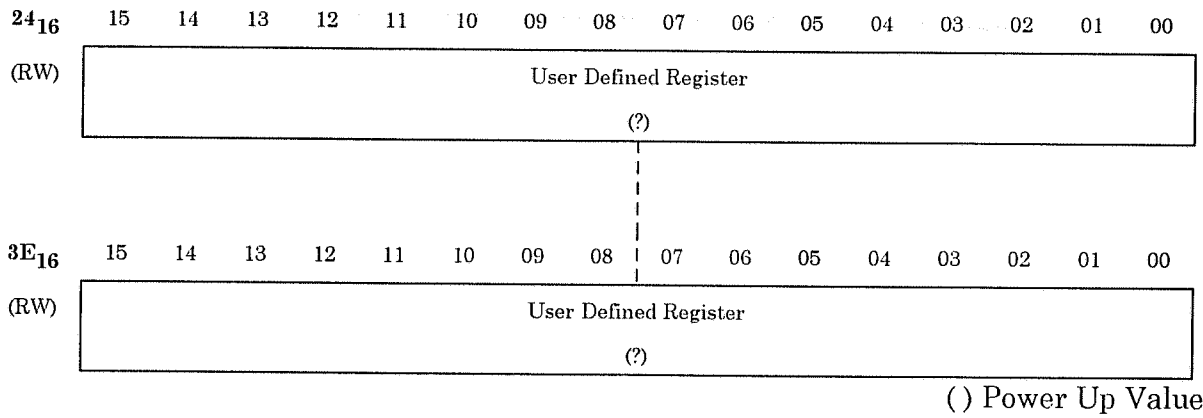 24₁₆ 15 14 13 12 11 10 09 08 07 06 05 04 03 02 01 00
(RW) User Defined Register
(?)
3E₁₆ 15 14 13 12 11 10 09 08 07 06 05 04 03 02 01 00
(RW) User Defined Register
(?)
( ) Power Up Value